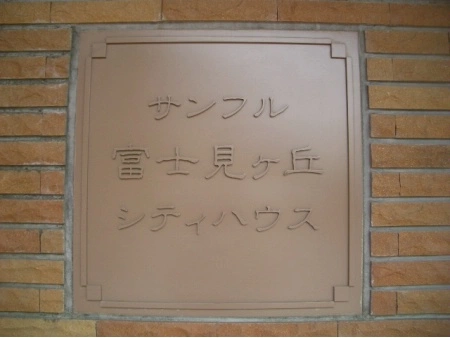 サンフル
富士見ヶ丘
シティハウス